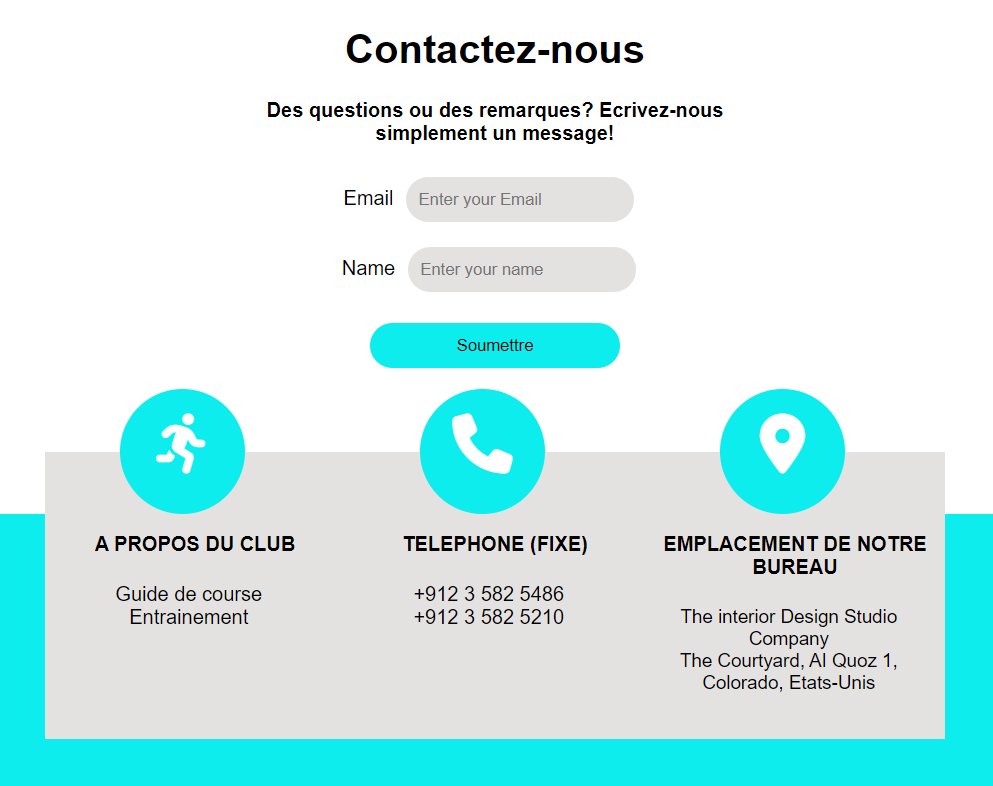 Contactez-nous
Des questions ou des remarques? Ecrivez-nous
simplement un message!
Email
Enter your Email
Name
Enter your name
Soumettre
A PROPOS DU CLUB
Guide de course
Entrainement
TELEPHONE (FIXE)
+912 3 582 5486
+912 3 582 5210
EMPLACEMENT DE NOTRE
BUREAU
The interior Design Studio
Company
The Courtyard, Al Quoz 1,
Colorado, Etats-Unis